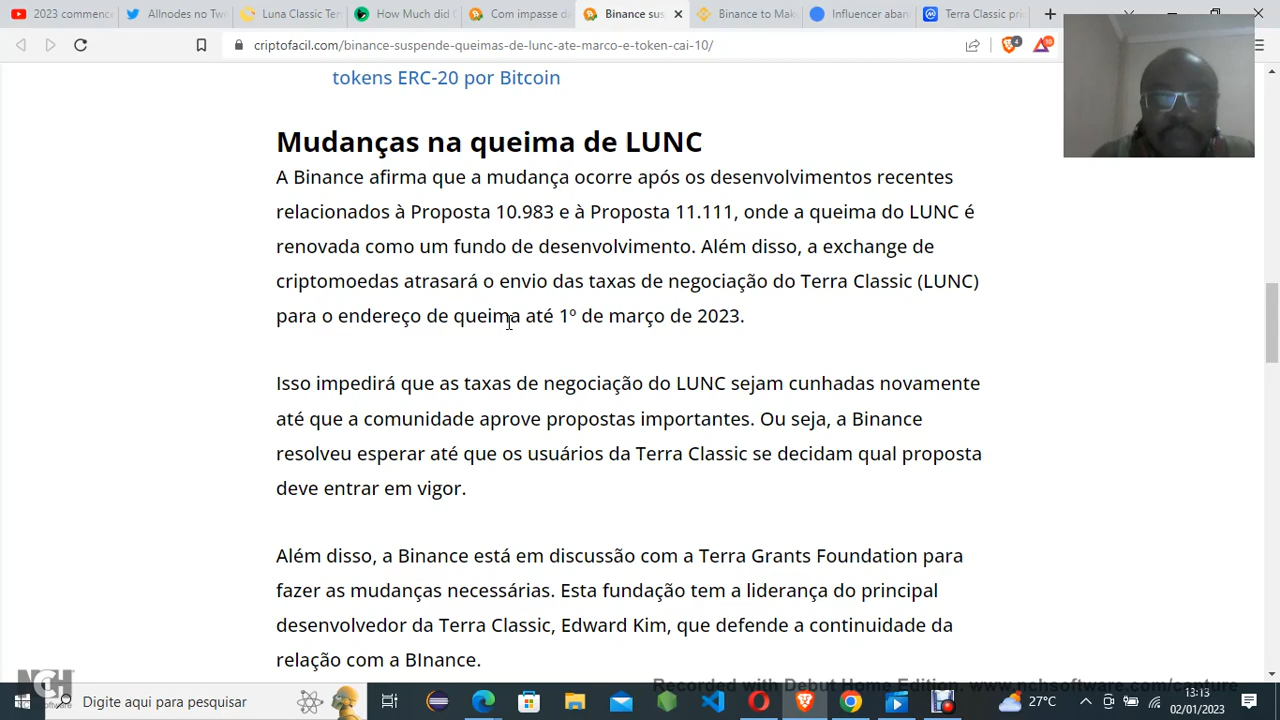 2023 commenc
Allnodes no Tw
Luna Classic Ter
How Much did
Com impasse da
Binance sus
Binance to Mak
Influencer aban
Terra Classic pri
criptofacil.com/binance-suspende-queimas-de-lunc-ate-marco-e-token-cai-10/
4
tokens ERC-20 por Bitcoin
Mudanças na queima de LUNC
A Binance afirma que a mudança ocorre após os desenvolvimentos recentes
relacionados à Proposta 10.983 e à Proposta 11.111, onde a queima do LUNC é
renovada como um fundo de desenvolvimento. Além disso, a exchange de
criptomoedas atrasará o envio das taxas de negociação do Terra Classic (LUNC)
para o endereço de queima até 1º de março de 2023.
Isso impedirá que as taxas de negociação do LUNC sejam cunhadas novamente
até que a comunidade aprove propostas importantes. Ou seja, a Binance
resolveu esperar até que os usuários da Terra Classic se decidam qual proposta
deve entrar em vigor.
Além disso, a Binance está em discussão com a Terra Grants Foundation para
fazer as mudanças necessárias. Esta fundação tem a liderança do principal
desenvolvedor da Terra Classic, Edward Kim, que defende a continuidade da
relação com a BInance.
NCH
Recorded with Debut Home Edition. www.nchsoftware.com/capture
Digite aqui para pesquisar
27°C
13:13
02/01/2023